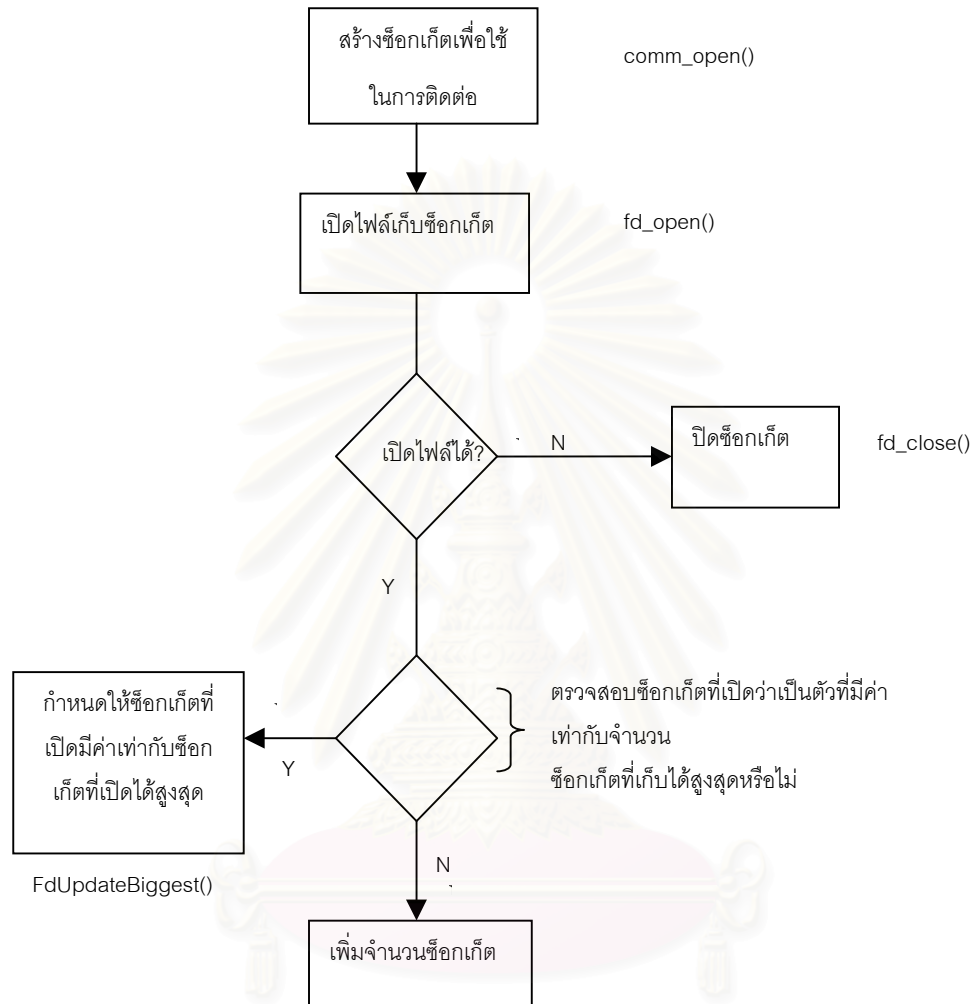 สร้างซ็อกเก็ตเพื่อใช้
ในการติดต่อ
comm_open()
เปิดไฟล์เก็บซ็อกเก็ต
fd_open()
เปิดไฟล์ได้?
N
ปิดซ็อกเก็ต
fd_close()
Y
กำหนดให้ซ็อกเก็ตที่
เปิดมีค่าเท่ากับซ็อก
เก็ตที่เปิดได้สูงสุด
Y
ตรวจสอบซ็อกเก็ตที่เปิดว่าเป็นตัวที่มีค่า
เท่ากับจำนวน
ซ็อกเก็ตที่เก็บได้สูงสุดหรือไม่
FdUpdateBiggest()
N
เพิ่มจำนวนซ็อกเก็ต